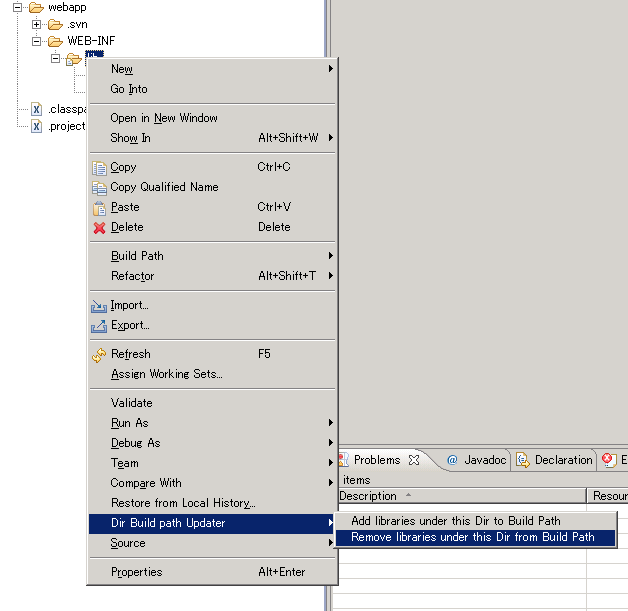 webapp
.svn
WEB-INF
.classpa
.project
New
Go Into
Open in New Window
Show In Alt+Shift+W
Copy Ctrl+C
Copy Qualified Name
Paste Ctrl+V
Delete Delete
Build Path
Refactor Alt+Shift+T
Import...
Export...
Refresh F5
Assign Working Sets...
Validate
Run As
Debug As
Team
Compare With
Restore from Local History...
Dir Build path Updater
Source
Properties Alt+Enter
Add libraries under this Dir to Build Path
Remove libraries under this Dir from Build Path
Problems @ Javadoc Declaration E
items
Description Resour